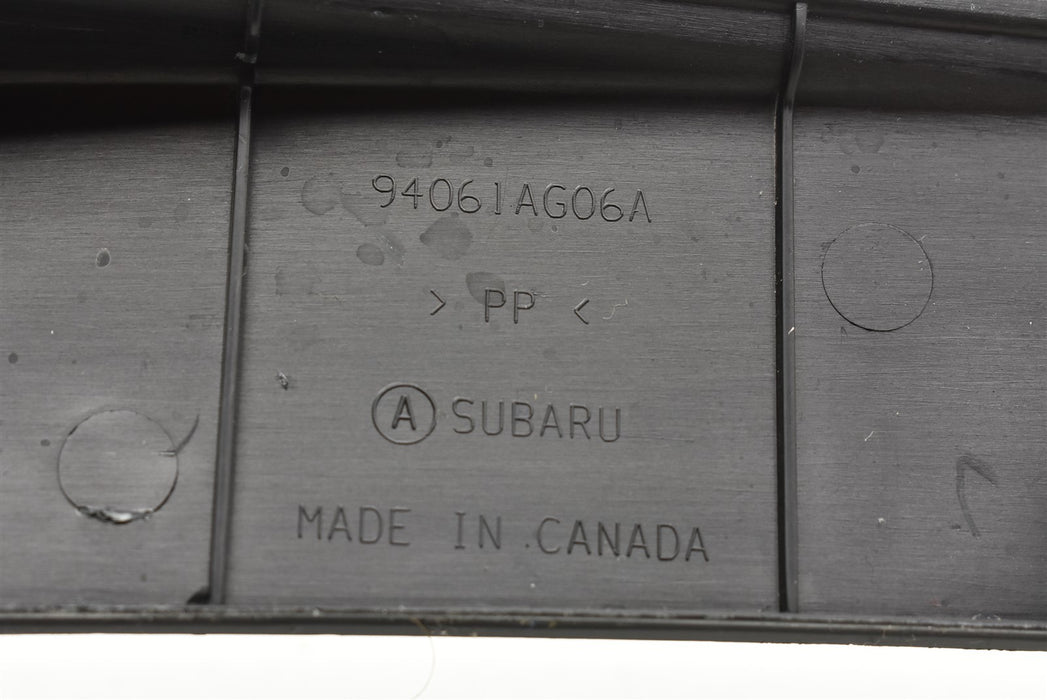 94061AG06A
> PP <
Ⓐ SUBARU
MADE IN CANADA